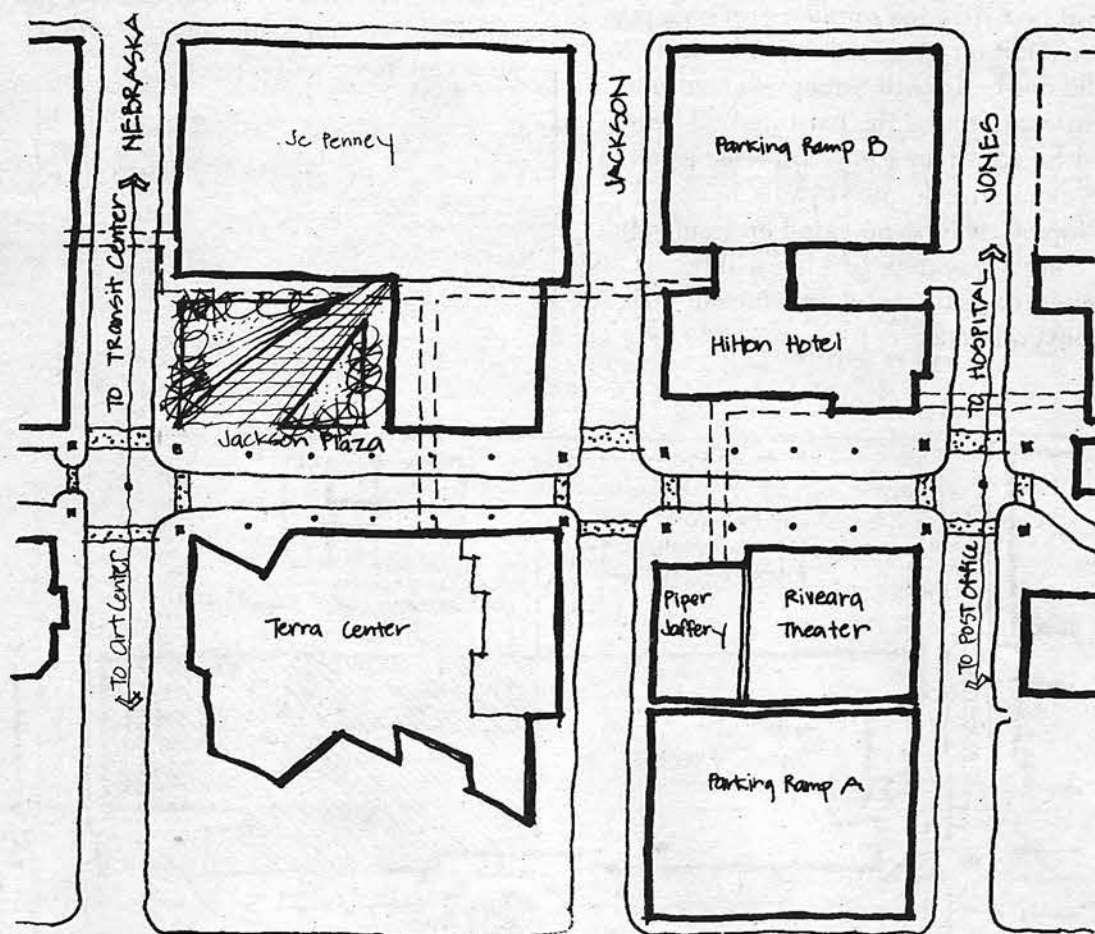 NEBRASKA
TO TRANSIT Center
Jc Penney
JACKSON
Parking Ramp B
JONES
TO HOSPITAL
Hilton Hotel
Jackson Plaza
TO Art Center
Terra Center
Piper
Jaffery
Riveara
Theater
TO POST OFFICE
Parking Ramp A